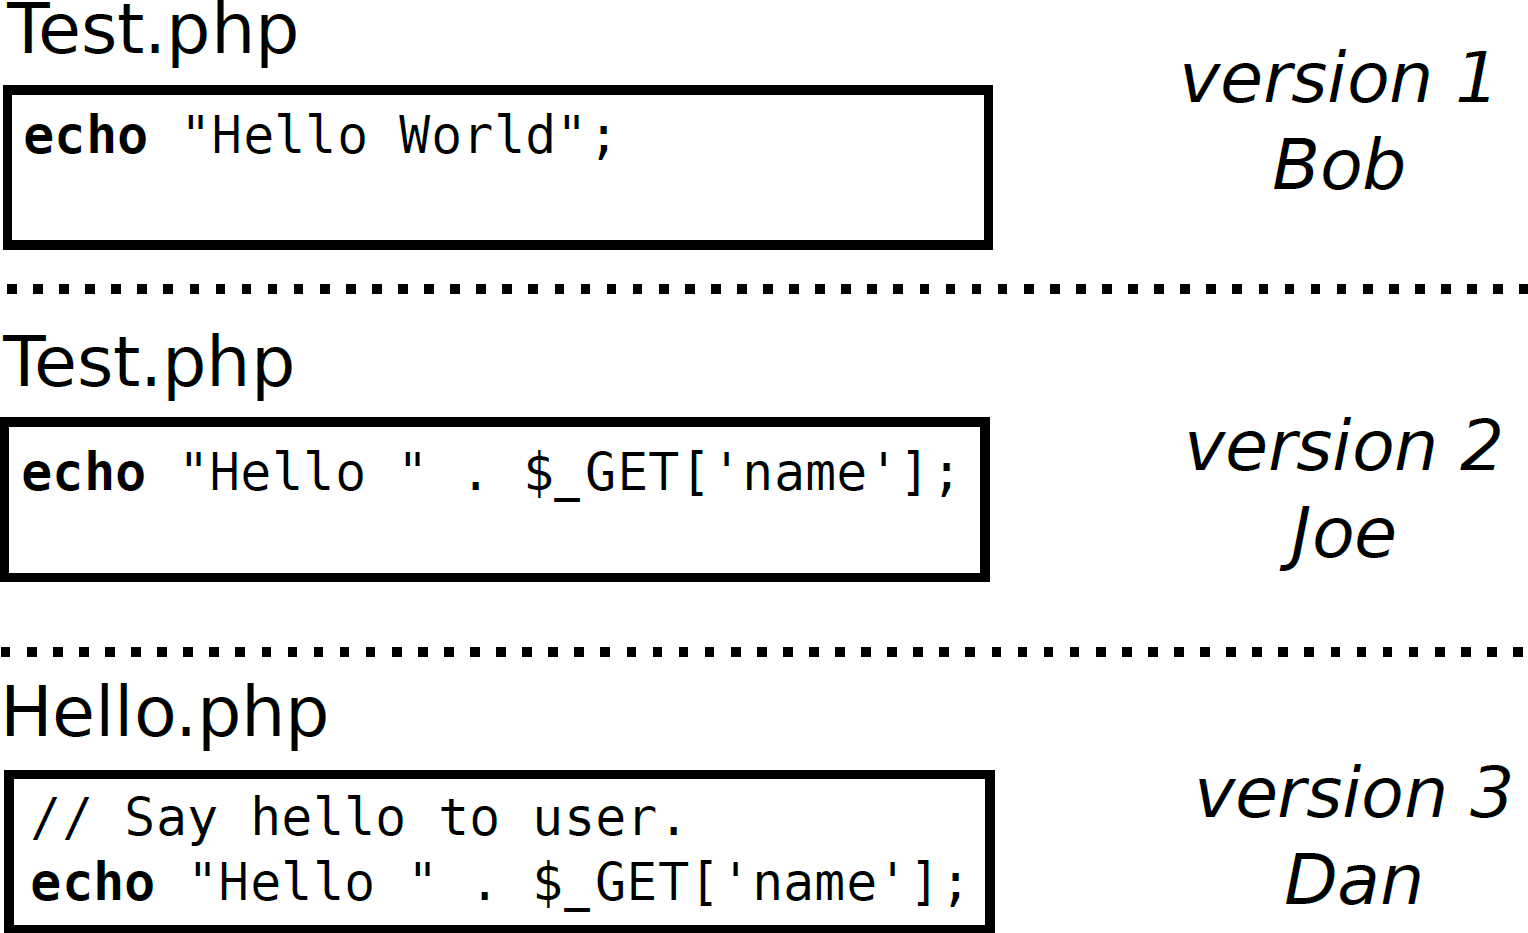 Test.php
echo "Hello World";
version 1
Bob
Test.php
echo "Hello " . $_GET['name'];
version 2
Joe
Hello.php
// Say hello to user.
echo "Hello " . $_GET['name'];
version 3
Dan